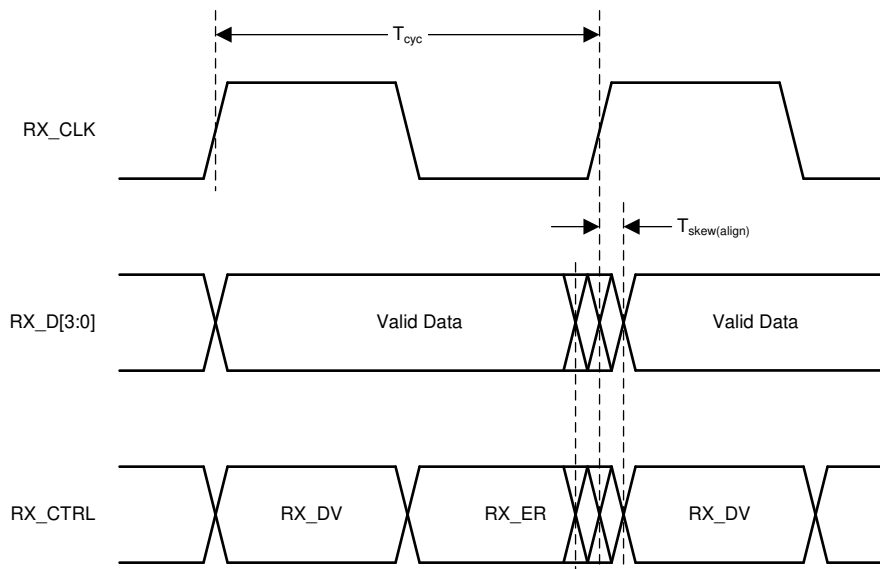 T_cyc
RX_CLK
T_skew(align)
RX_D[3:0] Valid Data Valid Data
RX_CTRL RX_DV RX_ER RX_DV